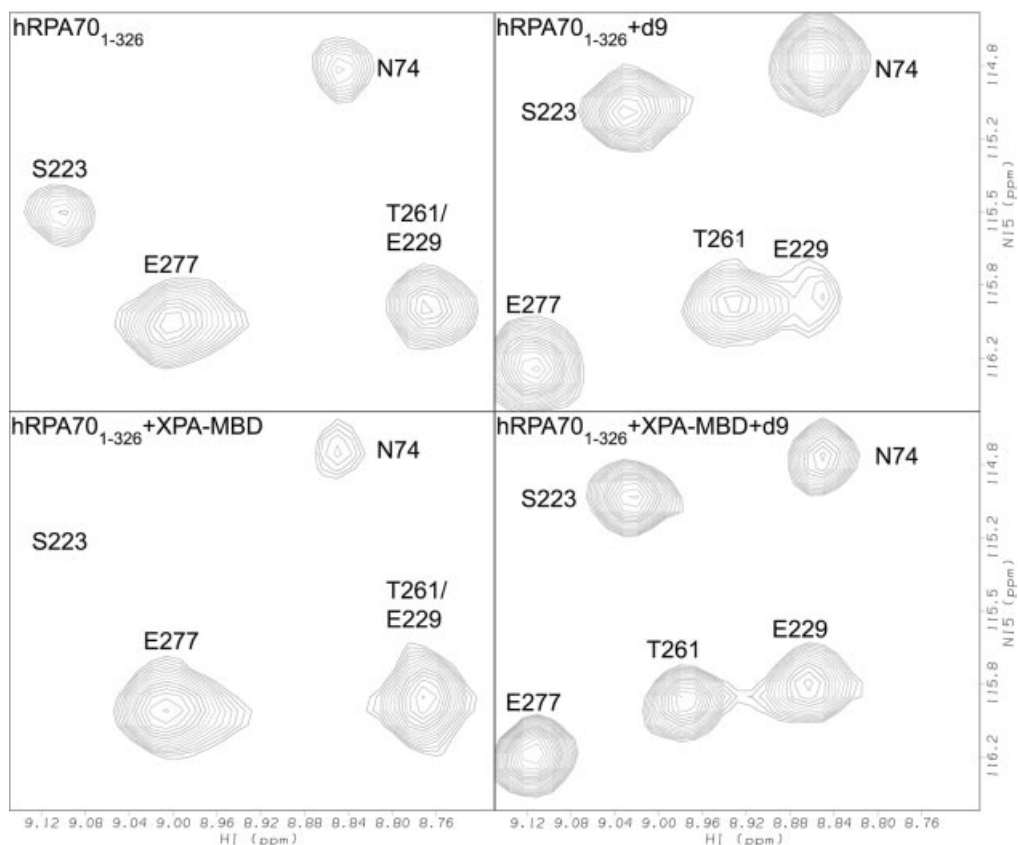 hRPA70₁₋₃₂₆
N74
S223
T261/
E229
E277
hRPA70₁₋₃₂₆+d9
S223
N74
T261
E229
E277
114.8
115.2
115.5
115.8
116.2
N15 (ppm)
hRPA70₁₋₃₂₆+XPA-MBD
N74
S223
T261/
E229
E277
hRPA70₁₋₃₂₆+XPA-MBD+d9
S223
N74
T261
E229
E277
114.8
115.2
115.5
115.8
116.2
N15 (ppm)
9.12 9.08 9.04 9.00 8.96 8.92 8.88 8.84 8.80 8.76
H1 (ppm)
9.12 9.08 9.04 9.00 8.96 8.92 8.88 8.84 8.80 8.76
H1 (ppm)